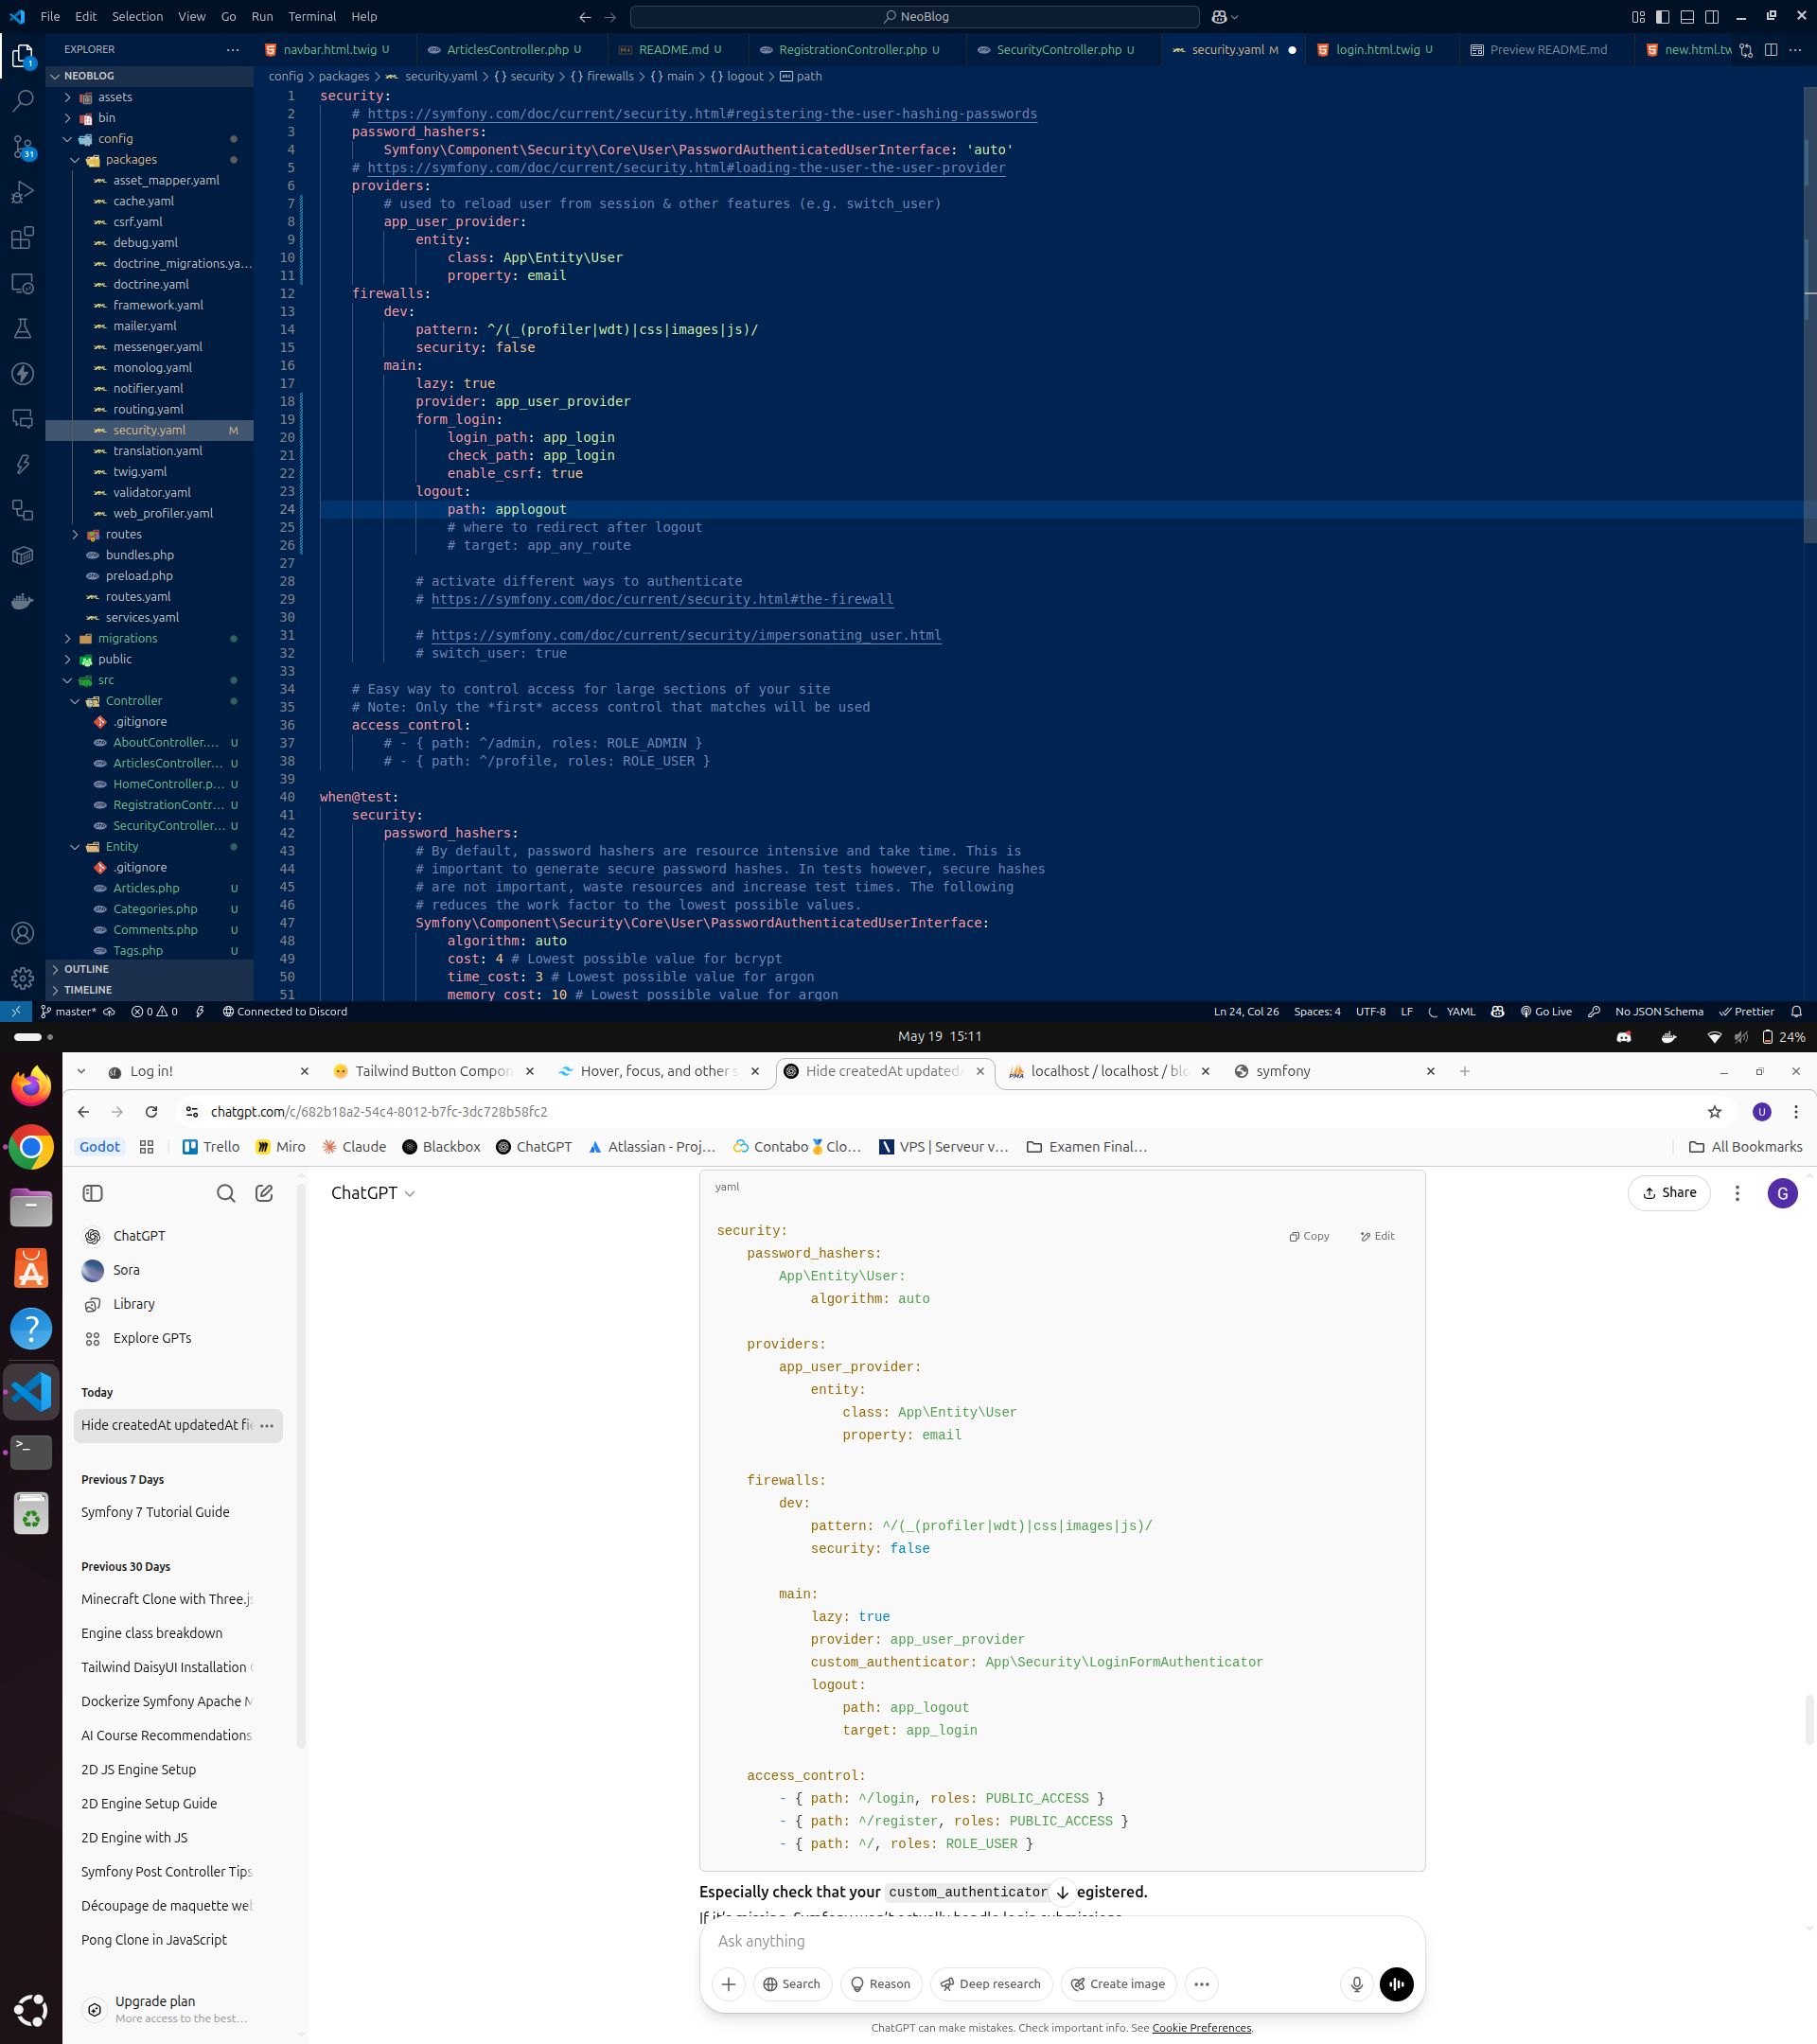 File Edit Selection View Go Run Terminal Help
NeoBlog
EXPLORER
navbar.html.twig U
ArticlesController.php U
README.md U
RegistrationController.php U
SecurityController.php U
security.yaml M
login.html.twig U
Preview README.md
new.html.tw
NEOBLOG
config > packages > security.yaml > {} security > {} firewalls > {} main > {} logout > path
assets
bin
config
packages
asset_mapper.yaml
cache.yaml
csrf.yaml
debug.yaml
doctrine_migrations.ya...
doctrine.yaml
framework.yaml
mailer.yaml
messenger.yaml
monolog.yaml
notifier.yaml
routing.yaml
security.yaml M
translation.yaml
twig.yaml
validator.yaml
web_profiler.yaml
routes
bundles.php
preload.php
routes.yaml
services.yaml
migrations
public
src
Controller
.gitignore
AboutController.... U
ArticlesController... U
HomeController.p... U
RegistrationContr... U
SecurityController... U
Entity
.gitignore
Articles.php U
Categories.php U
Comments.php U
Tags.php U
OUTLINE
TIMELINE
1 security:
2 # https://symfony.com/doc/current/security.html#registering-the-user-hashing-passwords
3 password_hashers:
4 Symfony\Component\Security\Core\User\PasswordAuthenticatedUserInterface: 'auto'
5 # https://symfony.com/doc/current/security.html#loading-the-user-the-user-provider
6 providers:
7 # used to reload user from session & other features (e.g. switch_user)
8 app_user_provider:
9 entity:
10 class: App\Entity\User
11 property: email
12 firewalls:
13 dev:
14 pattern: ^/(_(profiler|wdt)|css|images|js)/
15 security: false
16 main:
17 lazy: true
18 provider: app_user_provider
19 form_login:
20 login_path: app_login
21 check_path: app_login
22 enable_csrf: true
23 logout:
24 path: applogout
25 # where to redirect after logout
26 # target: app_any_route
27
28 # activate different ways to authenticate
29 # https://symfony.com/doc/current/security.html#the-firewall
30
31 # https://symfony.com/doc/current/security/impersonating_user.html
32 # switch_user: true
33
34 # Easy way to control access for large sections of your site
35 # Note: Only the *first* access control that matches will be used
36 access_control:
37 # - { path: ^/admin, roles: ROLE_ADMIN }
38 # - { path: ^/profile, roles: ROLE_USER }
39
40 when@test:
41 security:
42 password_hashers:
43 # By default, password hashers are resource intensive and take time. This is
44 # important to generate secure password hashes. In tests however, secure hashes
45 # are not important, waste resources and increase test times. The following
46 # reduces the work factor to the lowest possible values.
47 Symfony\Component\Security\Core\User\PasswordAuthenticatedUserInterface:
48 algorithm: auto
49 cost: 4 # Lowest possible value for bcrypt
50 time_cost: 3 # Lowest possible value for argon
51 memory_cost: 10 # Lowest possible value for argon
1
31
master* 0 0 Connected to Discord
Ln 24, Col 26 Spaces: 4 UTF-8 LF YAML Go Live No JSON Schema Prettier
May 19 15:11
24%
Log in!
Tailwind Button Compon
Hover, focus, and other s
Hide createdAt updatedA
localhost / localhost / blo
symfony
chatgpt.com/c/682b18a2-54c4-8012-b7fc-3dc728b58fc2
U
Godot Trello Miro Claude Blackbox ChatGPT Atlassian - Proj... Contabo🥇Clo... VPS | Serveur v... Examen Final... All Bookmarks
ChatGPT
Share
G
ChatGPT
Sora
Library
Explore GPTs
Today
Hide createdAt updatedAt fie
Previous 7 Days
Symfony 7 Tutorial Guide
Previous 30 Days
Minecraft Clone with Three.js
Engine class breakdown
Tailwind DaisyUI Installation
Dockerize Symfony Apache M
AI Course Recommendations
2D JS Engine Setup
2D Engine Setup Guide
2D Engine with JS
Symfony Post Controller Tips
Découpage de maquette web
Pong Clone in JavaScript
Upgrade plan
More access to the best...
yaml
Copy Edit
security:
password_hashers:
App\Entity\User:
algorithm: auto
providers:
app_user_provider:
entity:
class: App\Entity\User
property: email
firewalls:
dev:
pattern: ^/(_(profiler|wdt)|css|images|js)/
security: false
main:
lazy: true
provider: app_user_provider
custom_authenticator: App\Security\LoginFormAuthenticator
logout:
path: app_logout
target: app_login
access_control:
- { path: ^/login, roles: PUBLIC_ACCESS }
- { path: ^/register, roles: PUBLIC_ACCESS }
- { path: ^/, roles: ROLE_USER }
Especially check that your custom_authenticator egistered.
Ask anything
Search Reason Deep research Create image
ChatGPT can make mistakes. Check important info. See Cookie Preferences.